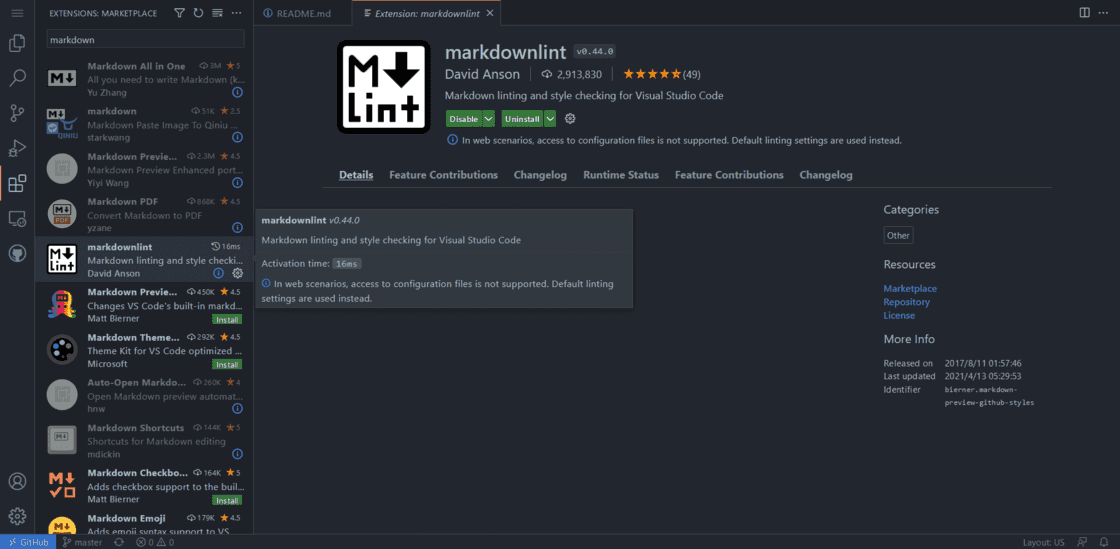 EXTENSIONS: MARKETPLACE
markdown
Markdown All in One 3M 5
All you need to write Markdown (k...
Yu Zhang
markdown 51K 2.5
Markdown Paste Image To Qiniu ...
starkwang
Markdown Previe... 2.3M 4.5
Markdown Preview Enhanced port...
Yiyi Wang
Markdown PDF 868K 4.5
Convert Markdown to PDF
yzane
markdownlint 16ms
Markdown linting and style checki...
David Anson
Markdown Previe... 450K 4.5
Changes VS Code's built-in markd...
Matt Bierner Install
Markdown Theme... 292K 4.5
Theme Kit for VS Code optimized ...
Microsoft Install
Auto-Open Markdo... 260K 4
Open Markdown preview automat...
hnw
Markdown Shortcuts 144K 5
Shortcuts for Markdown editing
mdickin
Markdown Checkbo... 164K 5
Adds checkbox support to the buil...
Matt Bierner Install
Markdown Emoji 179K 4.5
Adds emoji syntax support to VS
README.md
Extension: markdownlint
M
Lint
markdownlint v0.44.0
David Anson 2,913,830 (49)
Markdown linting and style checking for Visual Studio Code
Disable Uninstall
In web scenarios, access to configuration files is not supported. Default linting settings are used instead.
Details Feature Contributions Changelog Runtime Status Feature Contributions Changelog
markdownlint v0.44.0
Markdown linting and style checking for Visual Studio Code
Activation time: 16ms
In web scenarios, access to configuration files is not supported. Default linting
settings are used instead.
Categories
Other
Resources
Marketplace
Repository
License
More Info
Released on 2017/8/11 01:57:46
Last updated 2021/4/13 05:29:53
Identifier bierner.markdown-
preview-github-styles
GitHub master 0 0 Layout: US